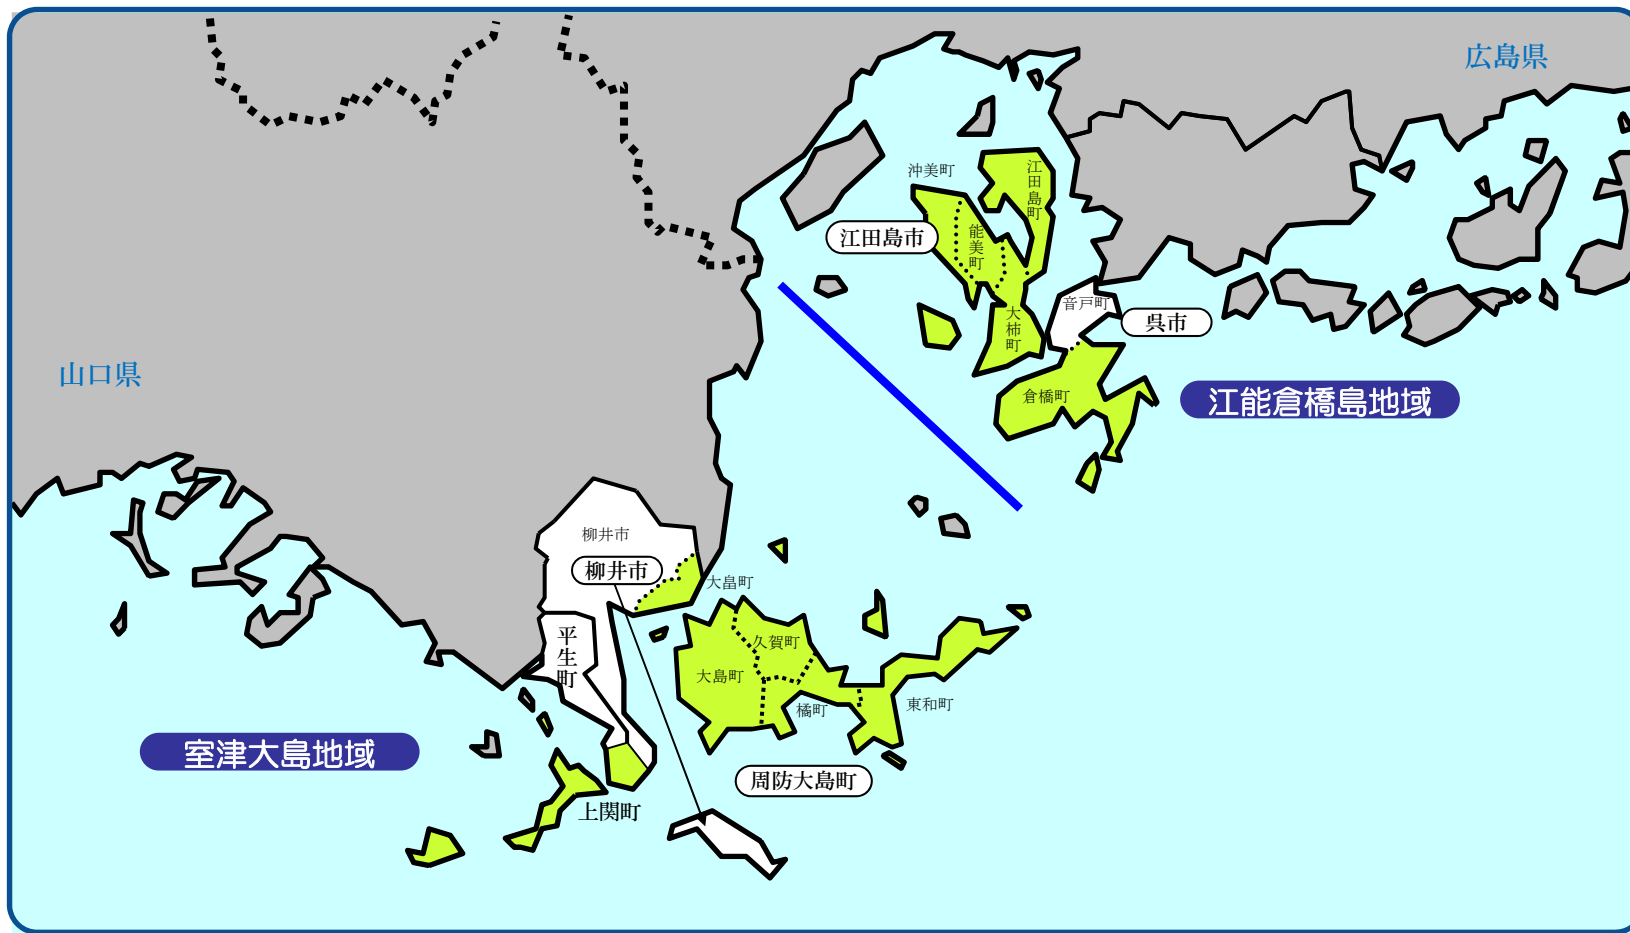 広島県
沖美町
江田島町
江田島市
能美町
音戸町
大柿町
呉市
山口県
倉橋町
江能倉橋島地域
柳井市
柳井市
大畠町
平生町
久賀町
大島町
橘町
東和町
室津大島地域
周防大島町
上関町